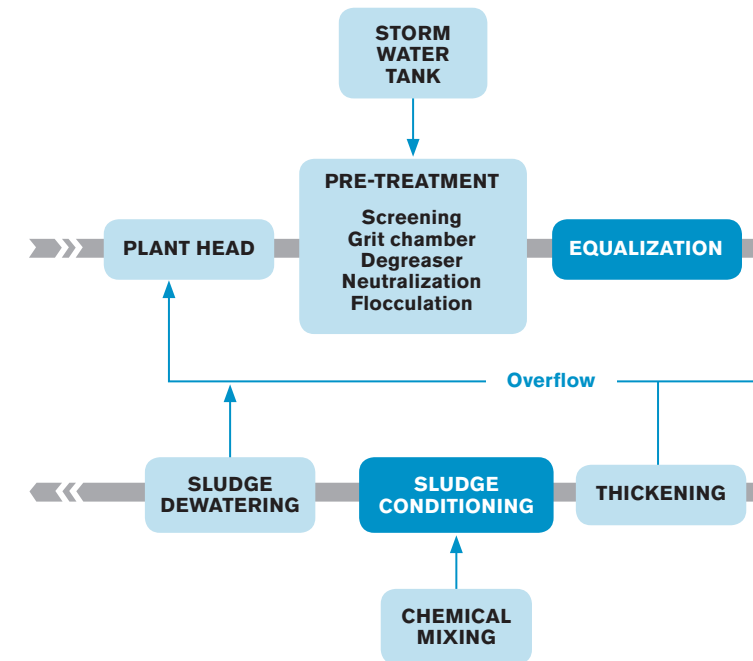 STORM
WATER
TANK
PRE-TREATMENT
Screening
Grit chamber
Degreaser
Neutralization
Flocculation
PLANT HEAD
EQUALIZATION
Overflow
SLUDGE
DEWATERING
SLUDGE
CONDITIONING
THICKENING
CHEMICAL
MIXING